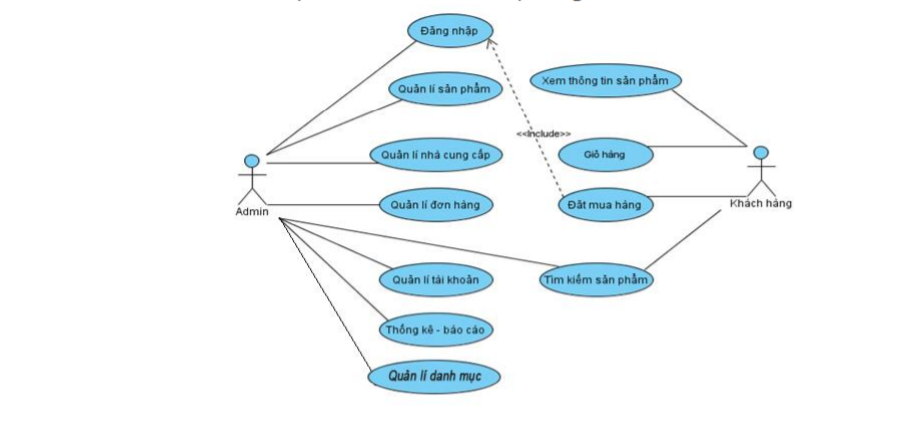 Đăng nhập
Quản lí sản phẩm
Xem thông tin sản phẩm
<<Include>>
Quản lí nhà cung cấp
Giỏ hàng
Admin
Quản lí đơn hàng
Đặt mua hàng
Khách hàng
Quản lí tài khoản
Tìm kiếm sản phẩm
Thống kê - báo cáo
Quản lí danh mục